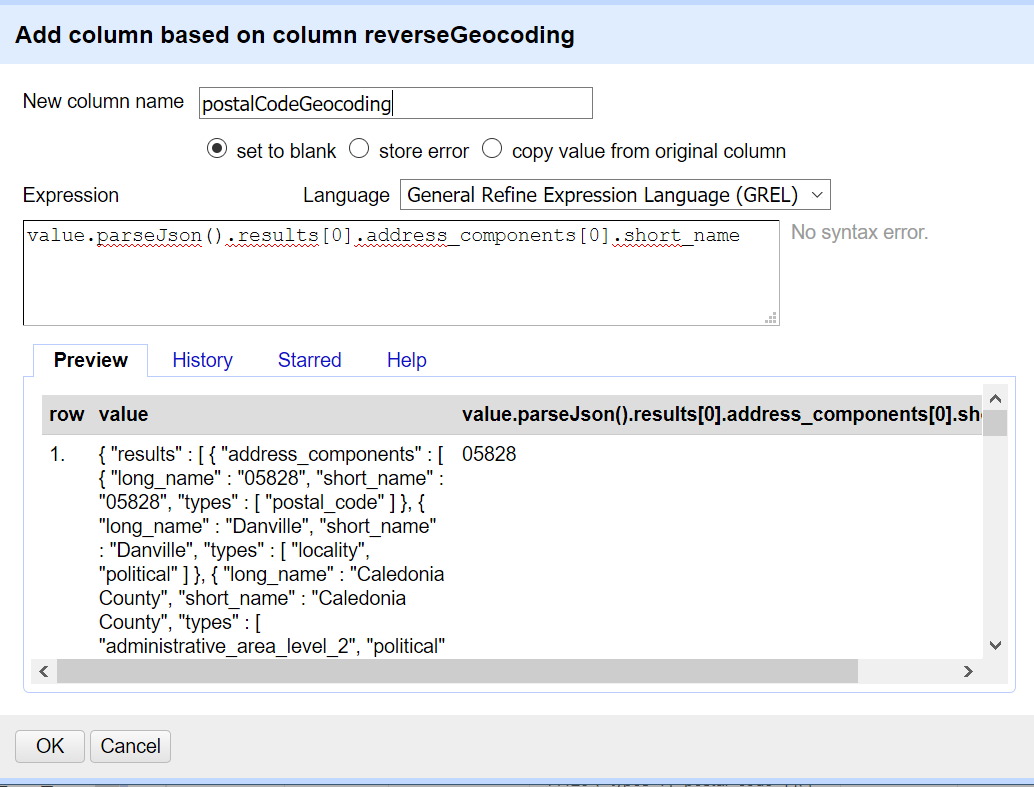 Add column based on column reverseGeocoding
New column name postalCodeGeocoding
set to blank store error copy value from original column
Expression Language General Refine Expression Language (GREL)
value.parseJson().results[0].address_components[0].short_name No syntax error.
Preview History Starred Help
row value value.parseJson().results[0].address_components[0].sh
1. { "results" : [ { "address_components" : [ 05828
{ "long_name" : "05828", "short_name" :
"05828", "types" : [ "postal_code" ] }, {
"long_name" : "Danville", "short_name"
: "Danville", "types" : [ "locality",
"political" ] }, { "long_name" : "Caledonia
County", "short_name" : "Caledonia
County", "types" : [
"administrative_area_level_2", "political"
OK Cancel